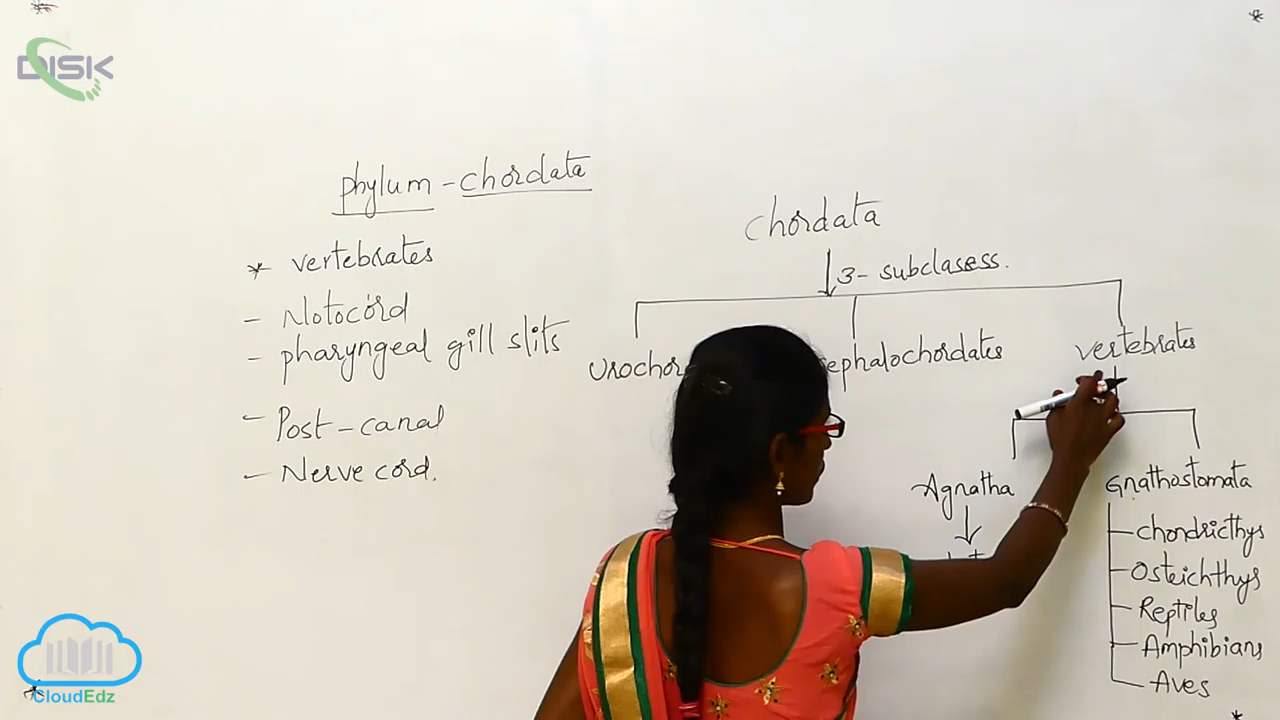 DISK
phylum - chordata
* vertebrates
- Notocord
- pharyngeal gill slits
- Post - canal
- Nerve cord.
chordata
3- subclasess.
Urochor
cephalochordates
vertebrates
Agnatha
Gnathostomata
chondricthys
Osteichthys
Reptiles
Amphibians
Aves
CloudEdz